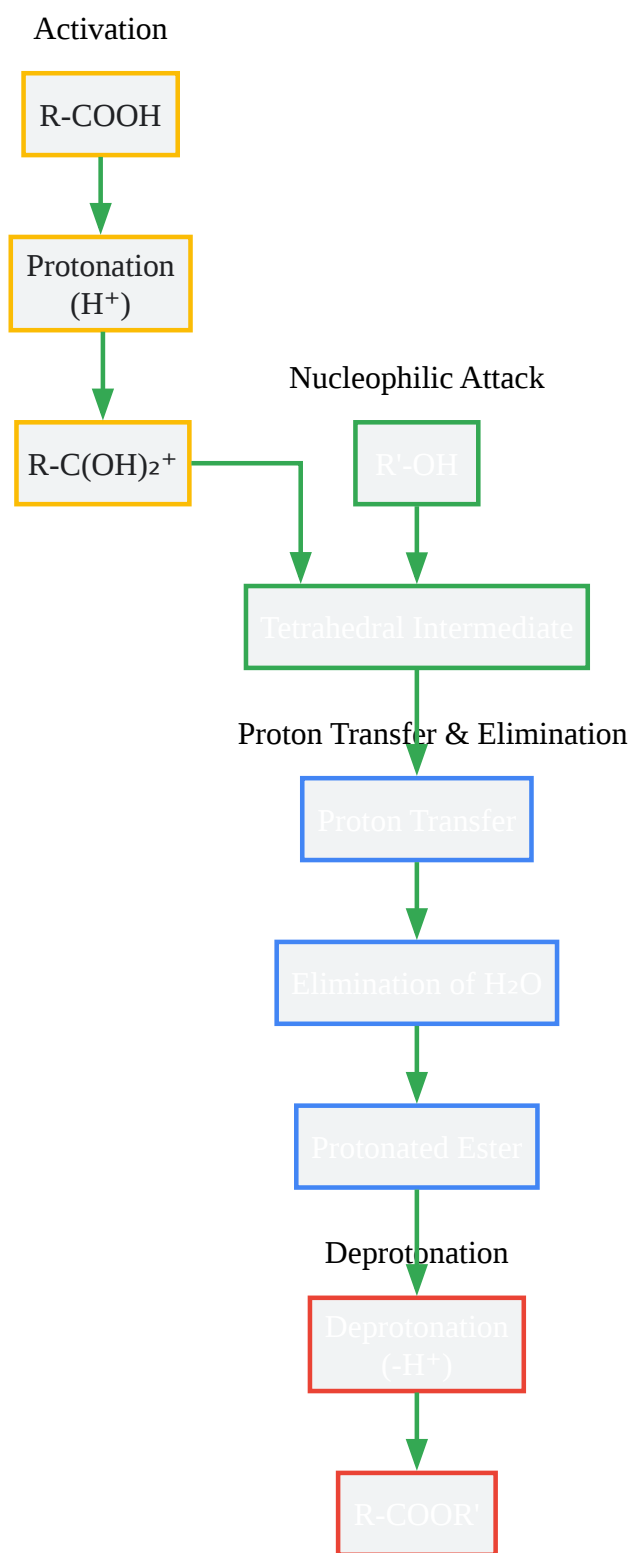 Activation
R-COOH
Protonation
(H⁺)
Nucleophilic Attack
R-C(OH)₂⁺
R'-OH
Tetrahedral Intermediate
Proton Transfer & Elimination
Proton Transfer
Elimination of H₂O
Protonated Ester
Deprotonation
Deprotonation
(-H⁺)
R-COOR'